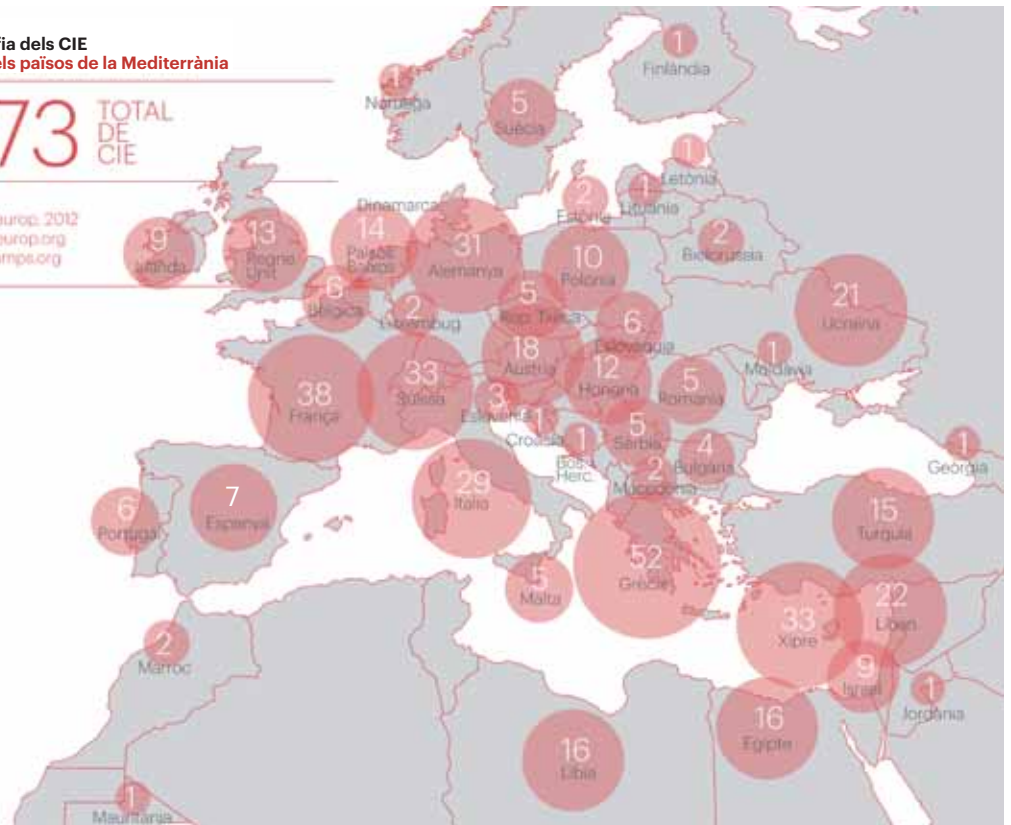 fia dels CIE
els països de la Mediterrània
73
TOTAL
DE
CIE
europ, 2012
europ.org
amps.org
1
Finlàndia
1
Noruega
5
Suècia
1
Letònia
1
Lituània
2
Estònia
Dinamarca
2
Bielorússia
9
Irlanda
13
Regne
Unit
14
Països
Baixos
31
Alemanya
10
Polònia
6
Bèlgica
2
Luxemburg
5
Rep. Txeca
6
Eslovàquia
21
Ucraïna
1
Moldàvia
38
França
33
Suïssa
18
Àustria
12
Hongria
5
Romania
3
Eslovènia
1
Croàcia
1
Bos. i
Herc.
5
Sèrbia
4
Bulgària
2
Macedònia
1
Geòrgia
6
Portugal
7
Espanya
29
Itàlia
5
Malta
52
Grècia
15
Turquia
33
Xipre
22
Líban
9
Israel
1
Jordània
2
Marroc
16
Líbia
16
Egipte
1
Mauritània